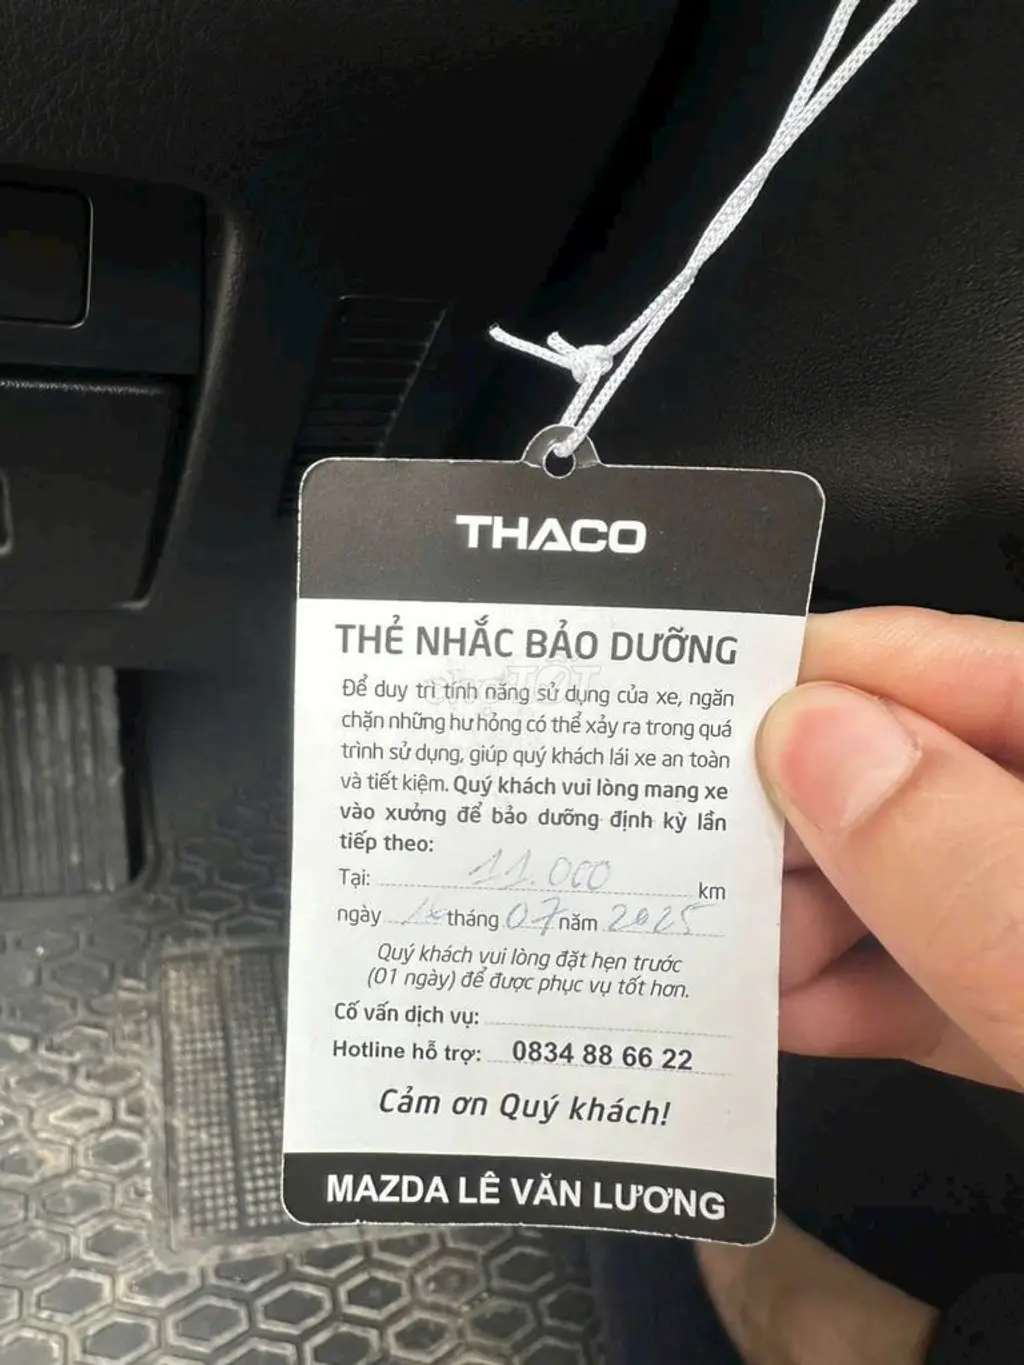 THACO
THẺ NHẮC BẢO DƯỠNG
Để duy trì tính năng sử dụng của xe, ngăn
chặn những hư hỏng có thể xảy ra trong quá
trình sử dụng, giúp quý khách lái xe an toàn
và tiết kiệm. Quý khách vui lòng mang xe
vào xưởng để bảo dưỡng định kỳ lần
tiếp theo:
Tại: 11.000 km
ngày tháng 07 năm 2025
Quý khách vui lòng đặt hẹn trước
(01 ngày) để được phục vụ tốt hơn.
Cố vấn dịch vụ:
Hotline hỗ trợ: 0834 88 66 22
Cảm ơn Quý khách!
MAZDA LÊ VĂN LƯƠNG